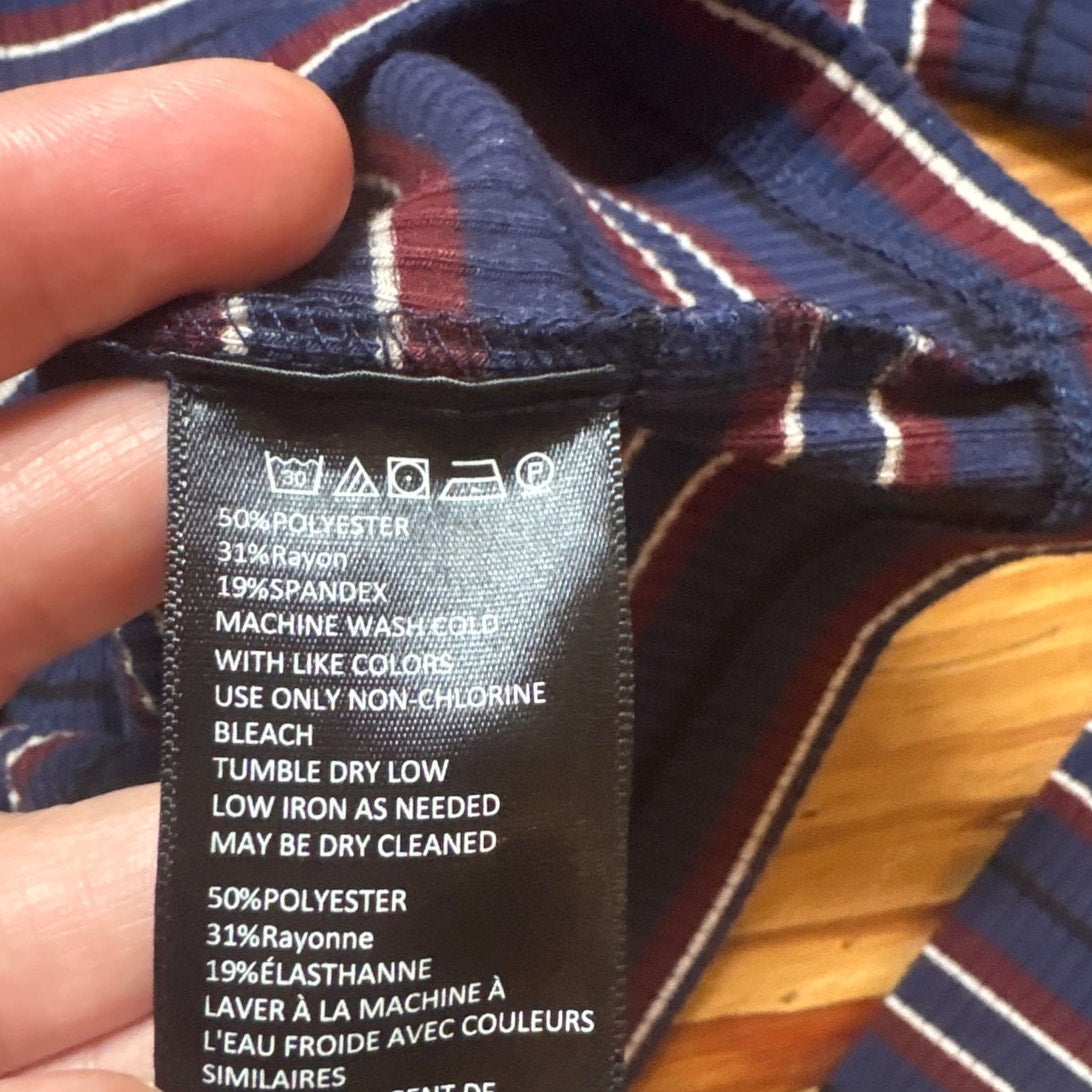 30 P
50%POLYESTER
31%Rayon
19%SPANDEX
MACHINE WASH COLD
WITH LIKE COLORS
USE ONLY NON-CHLORINE
BLEACH
TUMBLE DRY LOW
LOW IRON AS NEEDED
MAY BE DRY CLEANED
50%POLYESTER
31%Rayonne
19%ÉLASTHANNE
LAVER À LA MACHINE À
L'EAU FROIDE AVEC COULEURS
SIMILAIRES
DE